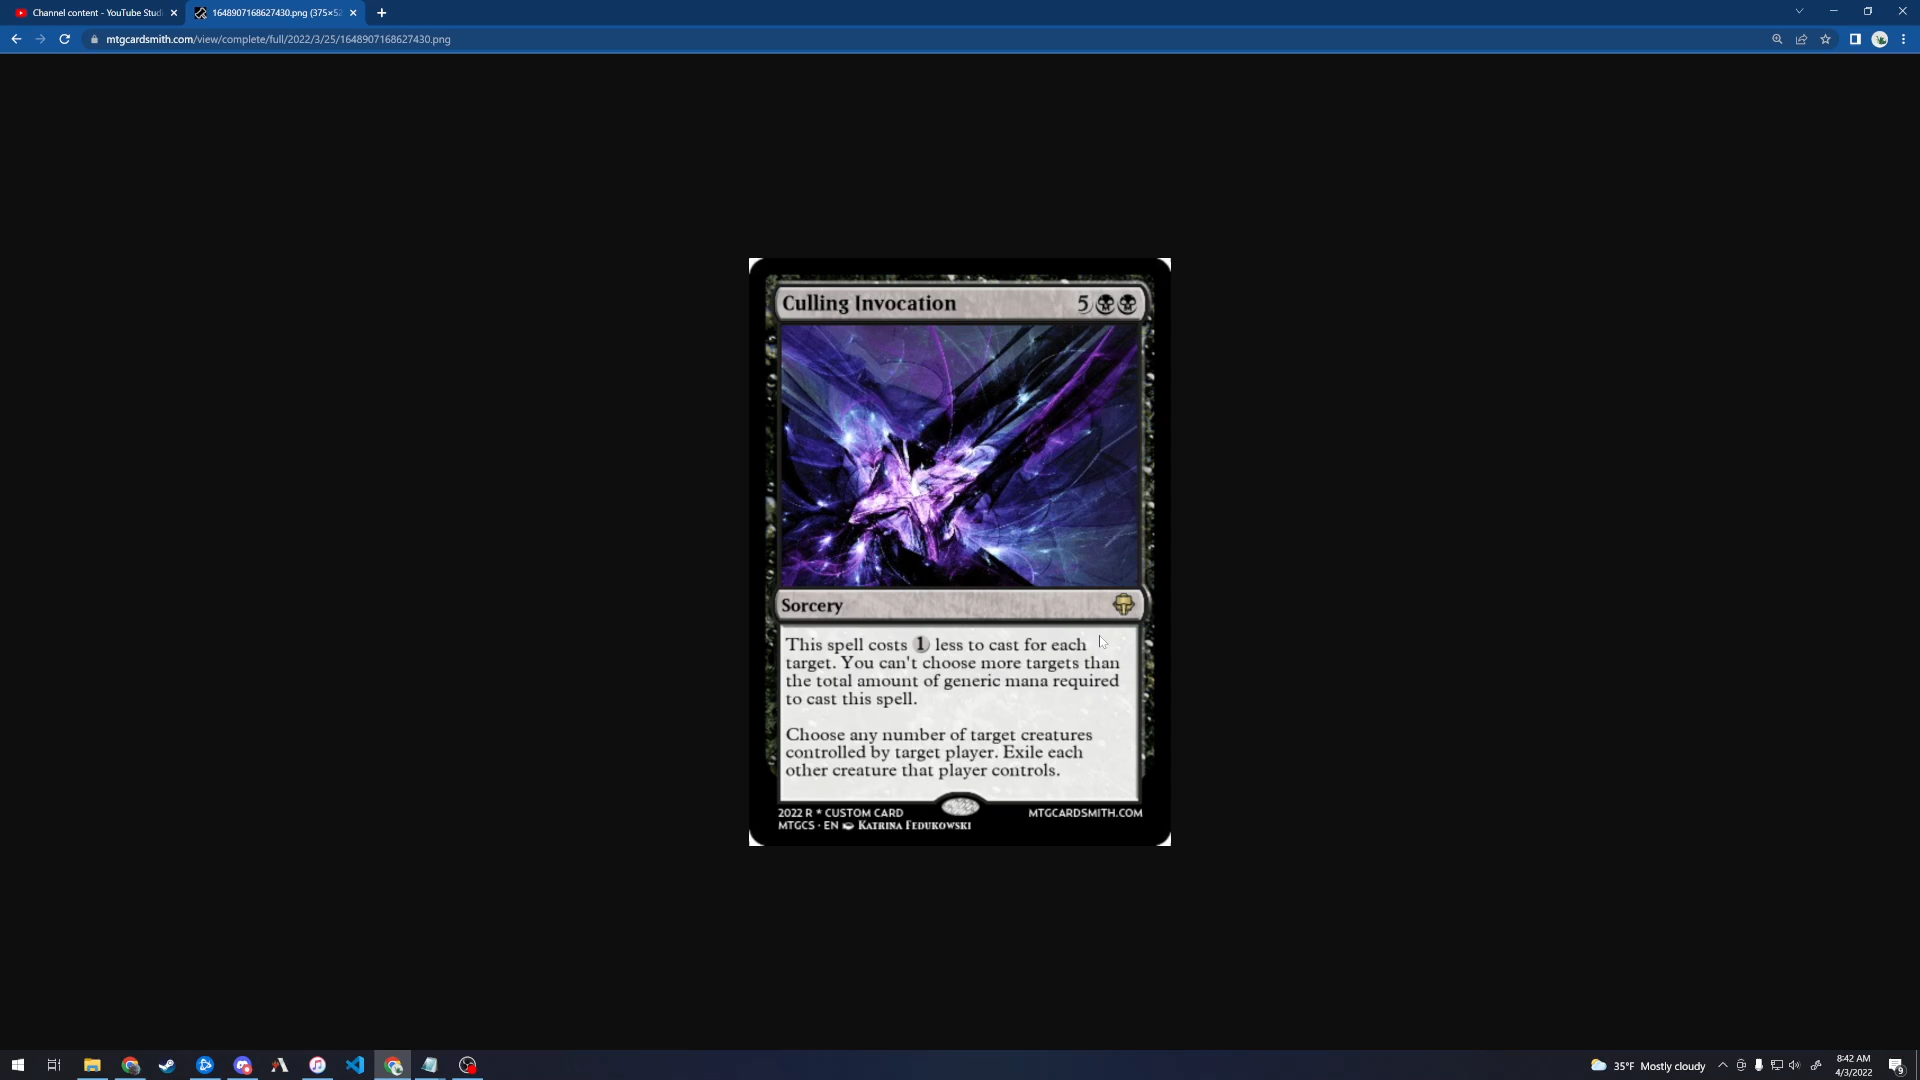 Channel content - YouTube Stud
1648907168627430.png (375×52
mtgcardsmith.com/view/complete/full/2022/3/25/1648907168627430.png
Culling Invocation 5
Sorcery
This spell costs 1 less to cast for each
target. You can't choose more targets than
the total amount of generic mana required
to cast this spell.
Choose any number of target creatures
controlled by target player. Exile each
other creature that player controls.
2022 R * CUSTOM CARD MTGCARDSMITH.COM
MTGCS · EN KATRINA FEDUKOWSKI
35°F Mostly cloudy
8:42 AM
4/3/2022
9